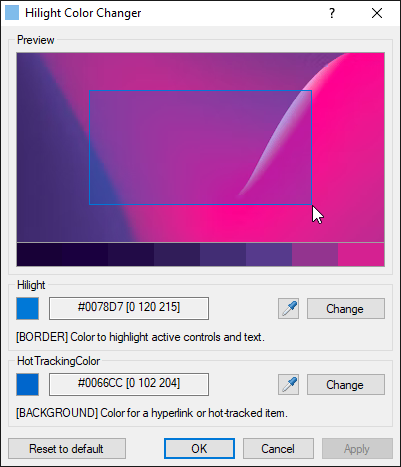 Hilight Color Changer
?
Preview
Hilight
#0078D7 [0 120 215]
Change
[BORDER] Color to highlight active controls and text.
HotTrackingColor
#0066CC [0 102 204]
Change
[BACKGROUND] Color for a hyperlink or hot-tracked item.
Reset to default
OK
Cancel
Apply